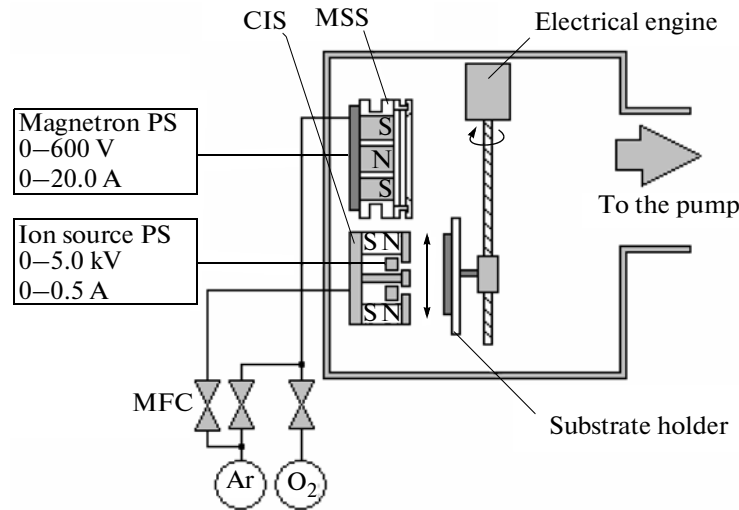 CIS
MSS
Electrical engine
Magnetron PS
0–600 V
0–20.0 A
S
N
S
To the pump
Ion source PS
0–5.0 kV
0–0.5 A
S N
S N
MFC
Substrate holder
Ar
O₂